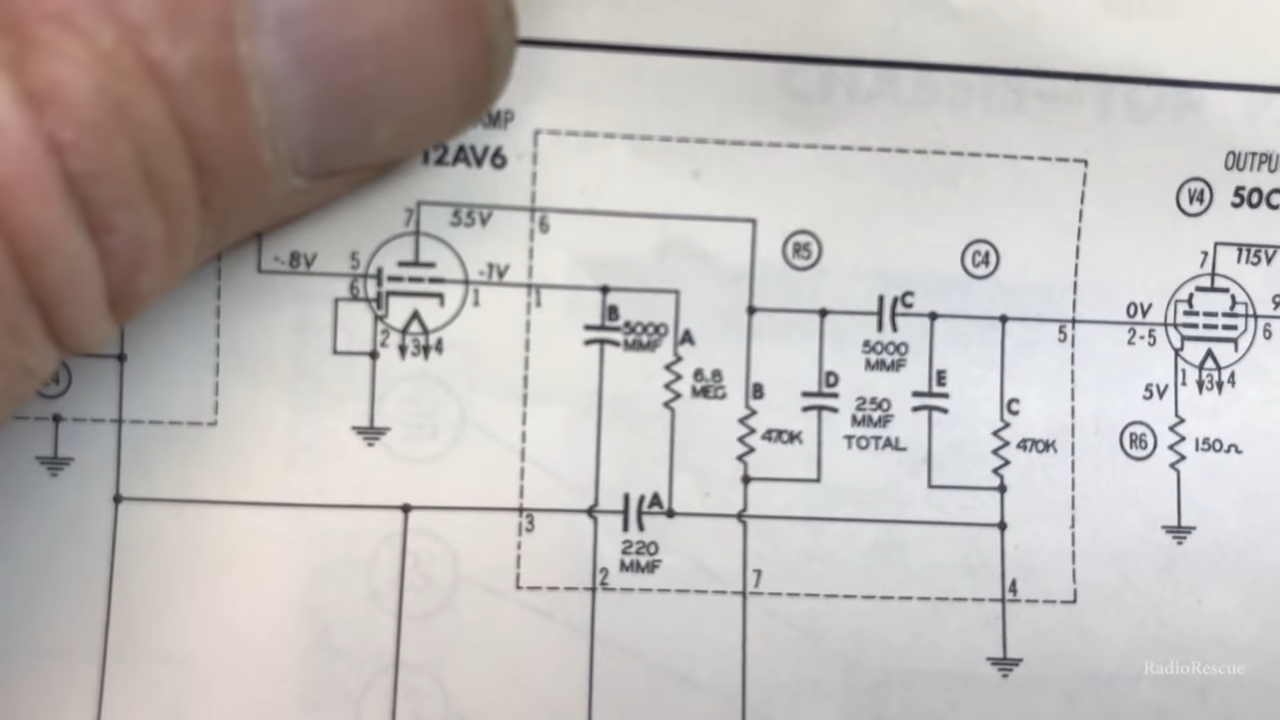 AMP
12AV6
OUTPU
V4 50C
7 55V 6
R5
C4
7 115V
-.8V 5
6
-1V
1 1
B
5000
MMF
A
6.8
MEG
C
5000
MMF
5
0V
2-5
6
2 3 4
B
470K
D
250
MMF
TOTAL
E
C
470K
5V
1 3 4
R6 150Ω
3
A
220
MMF
2
7
4
RadioRescue